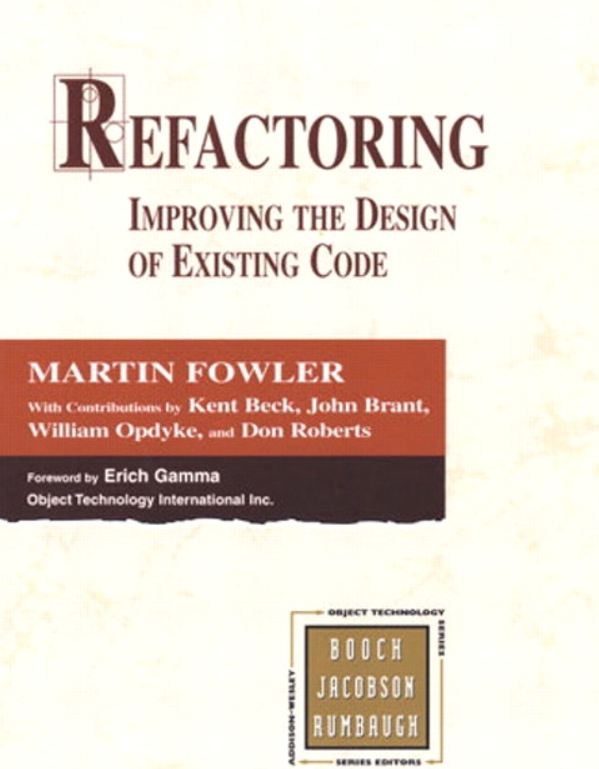 REFACTORING
IMPROVING THE DESIGN
OF EXISTING CODE
MARTIN FOWLER
With Contributions by Kent Beck, John Brant,
William Opdyke, and Don Roberts
Foreword by Erich Gamma
Object Technology International Inc.
OBJECT TECHNOLOGY
SERIES
BOOCH
JACOBSON
RUMBAUGH
ADDISON-WESLEY
SERIES EDITORS